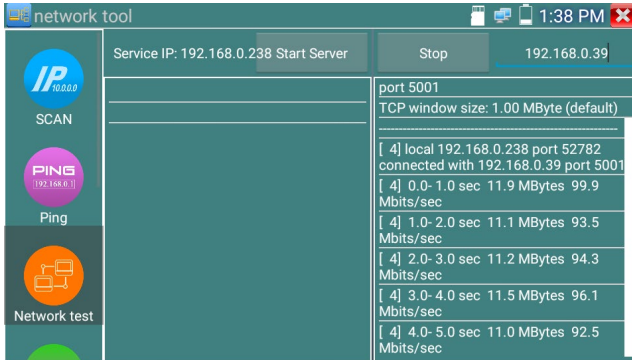 network tool
1:38 PM
Service IP: 192.168.0.238 Start Server
Stop
192.168.0.39
IP
10.0.0.0
SCAN
PING
192.168.0.1
Ping
Network test
port 5001
TCP window size: 1.00 MByte (default)
------------------------------------------------------------
[ 4] local 192.168.0.238 port 52782
connected with 192.168.0.39 port 5001
[ 4] 0.0- 1.0 sec 11.9 MBytes 99.9
Mbits/sec
[ 4] 1.0- 2.0 sec 11.1 MBytes 93.5
Mbits/sec
[ 4] 2.0- 3.0 sec 11.2 MBytes 94.3
Mbits/sec
[ 4] 3.0- 4.0 sec 11.5 MBytes 96.1
Mbits/sec
[ 4] 4.0- 5.0 sec 11.0 MBytes 92.5
Mbits/sec